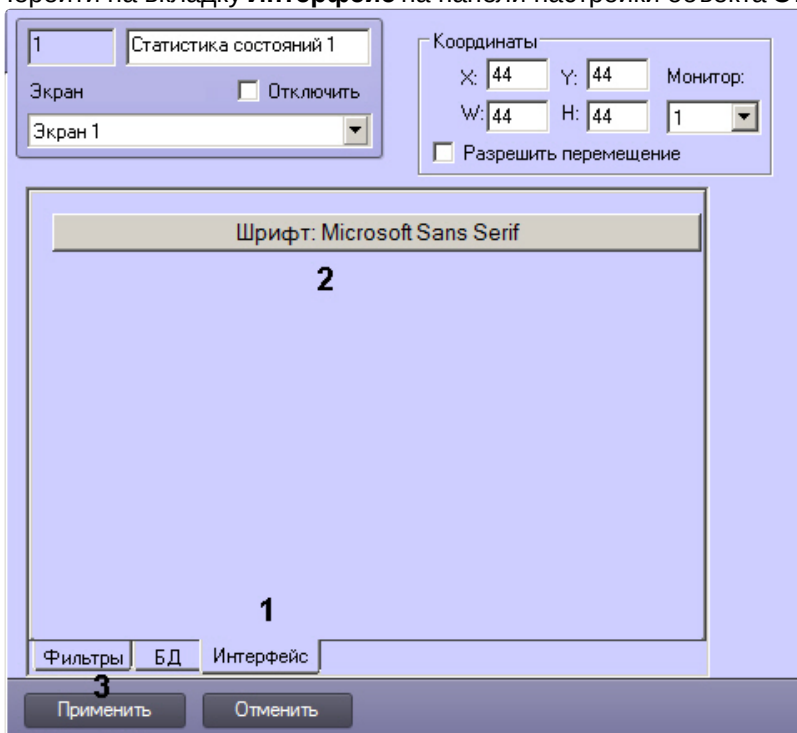 на вкладку Интерфейс на панели настройки объекта
1 Статистика состояний 1
Экран Отключить
Экран 1
Координаты
X: 44 Y: 44 Монитор:
W: 44 H: 44 1
Разрешить перемещение
Шрифт: Microsoft Sans Serif
2
1
Фильтры БД Интерфейс
3
Применить Отменить